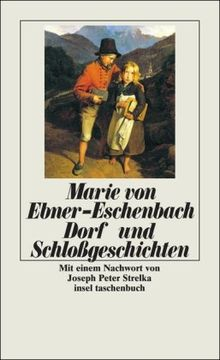 Marie von
Ebner-Eschenbach
Dorf und
Schloßgeschichten
Mit einem Nachwort von
Joseph Peter Strelka
insel taschenbuch